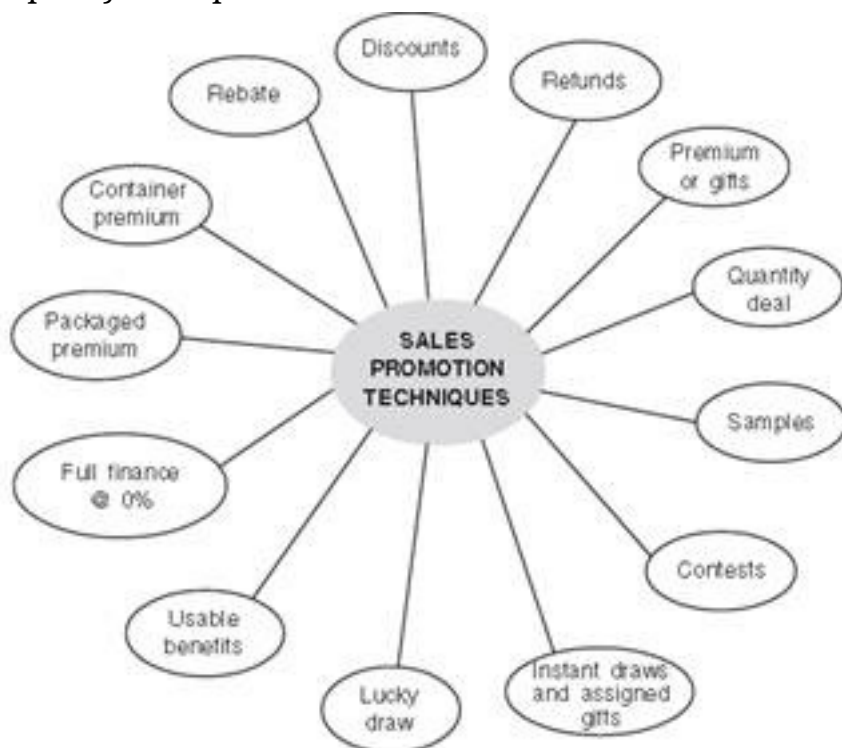 Discounts
Refunds
Rebate
Premium
or gifts
Container
premium
Quantity
deal
Packaged
premium
SALES
PROMOTION
TECHNIQUES
Samples
Full finance
@ 0%
Contests
Usable
benefits
Instant draws
and assigned
gifts
Lucky
draw